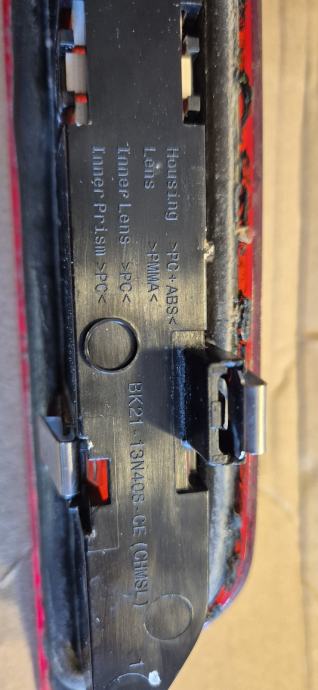 Housing >PC+ABS<
Lens >PMMA<
Inner Lens >PC<
Inner Prism >PC<
BK21-13N408-CE (CHMSL)